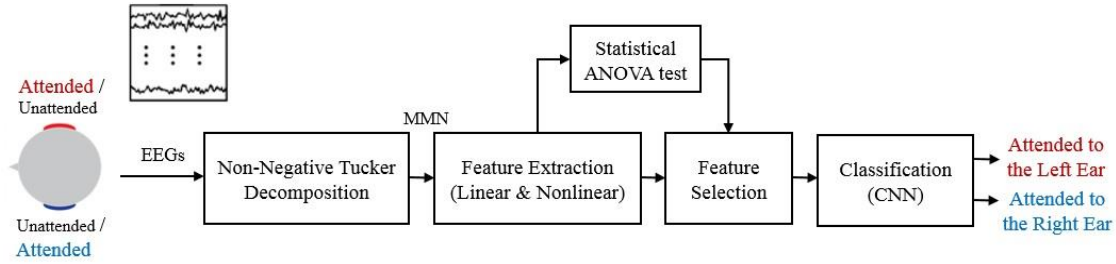 Attended /
Unattended
Unattended /
Attended
EEGs
Non-Negative Tucker
Decomposition
MMN
Feature Extraction
(Linear & Nonlinear)
Statistical
ANOVA test
Feature
Selection
Classification
(CNN)
Attended to
the Left Ear
Attended to
the Right Ear